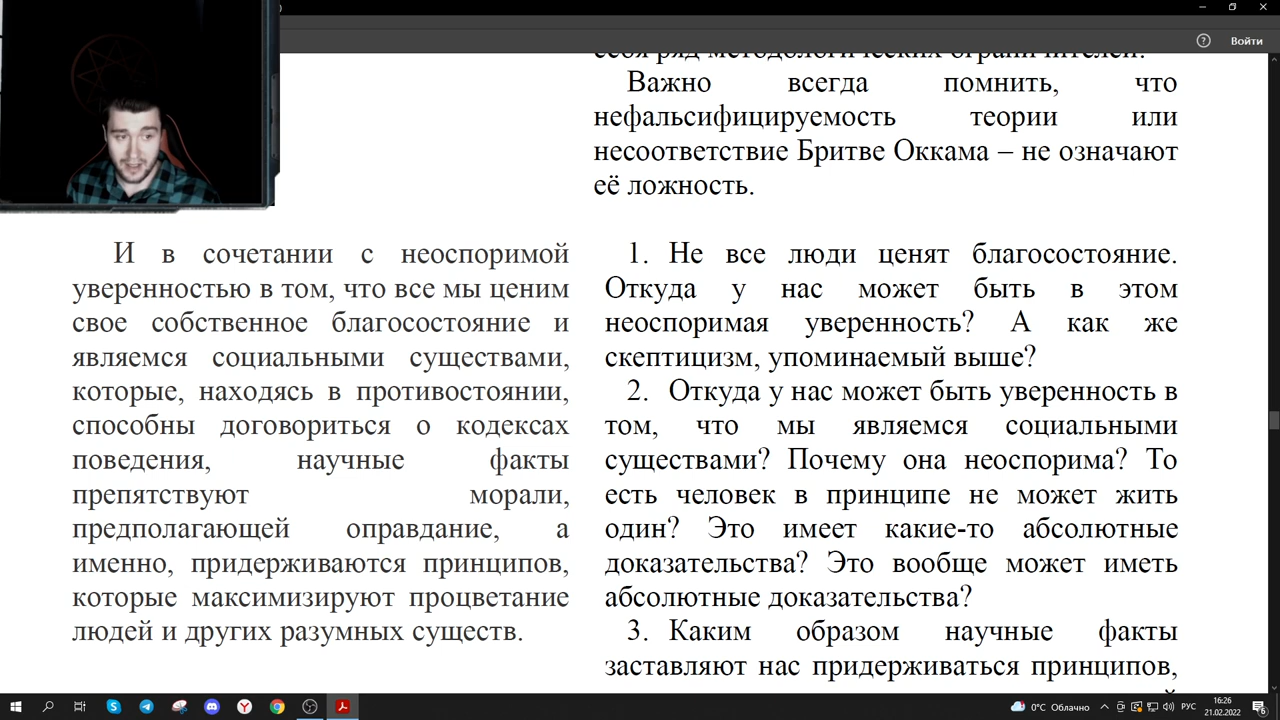 Войти
себя ряд методологических ограничителей.
Важно всегда помнить, что
нефальсифицируемость теории или
несоответствие Бритве Оккама – не означают
её ложность.
И в сочетании с неоспоримой
уверенностью в том, что все мы ценим
свое собственное благосостояние и
являемся социальными существами,
которые, находясь в противостоянии,
способны договориться о кодексах
поведения, научные факты
препятствуют морали,
предполагающей оправдание, а
именно, придерживаются принципов,
которые максимизируют процветание
людей и других разумных существ.
1. Не все люди ценят благосостояние.
Откуда у нас может быть в этом
неоспоримая уверенность? А как же
скептицизм, упоминаемый выше?
2. Откуда у нас может быть уверенность в
том, что мы являемся социальными
существами? Почему она неоспорима? То
есть человек в принципе не может жить
один? Это имеет какие-то абсолютные
доказательства? Это вообще может иметь
абсолютные доказательства?
3. Каким образом научные факты
заставляют нас придерживаться принципов,
0°C Облачно
РУС
16:26
21.02.2022
6